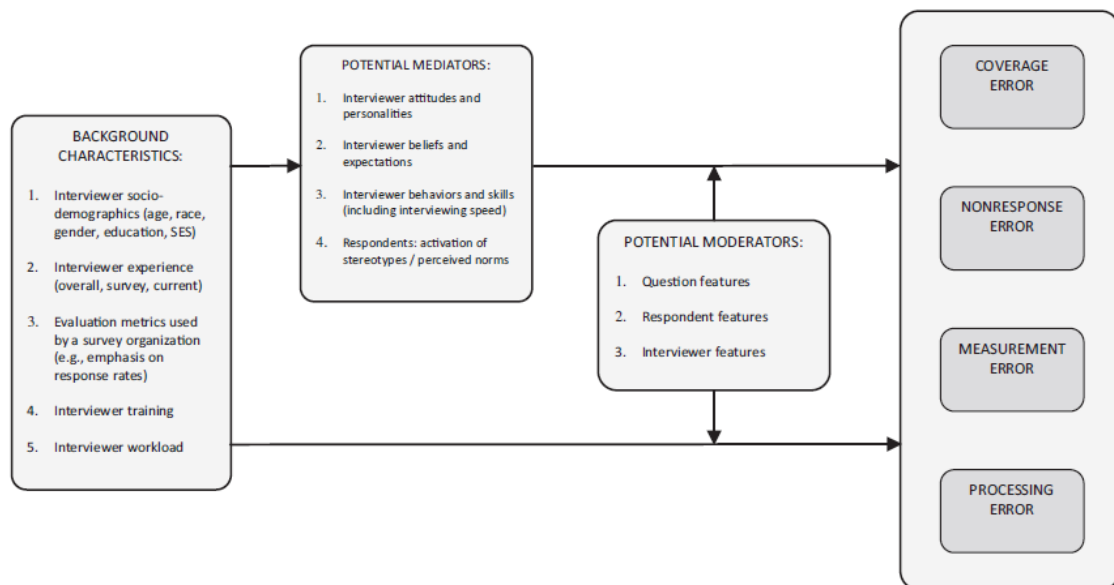 BACKGROUND
CHARACTERISTICS:
1. Interviewer socio-
demographics (age, race,
gender, education, SES)
2. Interviewer experience
(overall, survey, current)
3. Evaluation metrics used
by a survey organization
(e.g., emphasis on
response rates)
4. Interviewer training
5. Interviewer workload
POTENTIAL MEDIATORS:
1. Interviewer attitudes and
personalities
2. Interviewer beliefs and
expectations
3. Interviewer behaviors and skills
(including interviewing speed)
4. Respondents: activation of
stereotypes / perceived norms
POTENTIAL MODERATORS:
1. Question features
2. Respondent features
3. Interviewer features
COVERAGE
ERROR
NONRESPONSE
ERROR
MEASUREMENT
ERROR
PROCESSING
ERROR